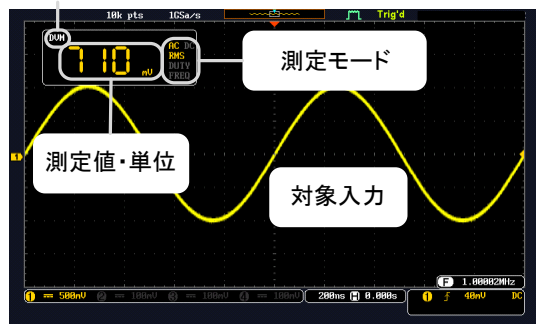 10k pts 1GSa/s Trig'd
DVM
710 mV
AC DC
RMS
DUTY
FREQ
測定モード
1
測定値・単位
対象入力
F 1.00002MHz
1 500mV 2 100mV 3 100mV 4 100mV 200ns H 0.000s 1 40mV DC